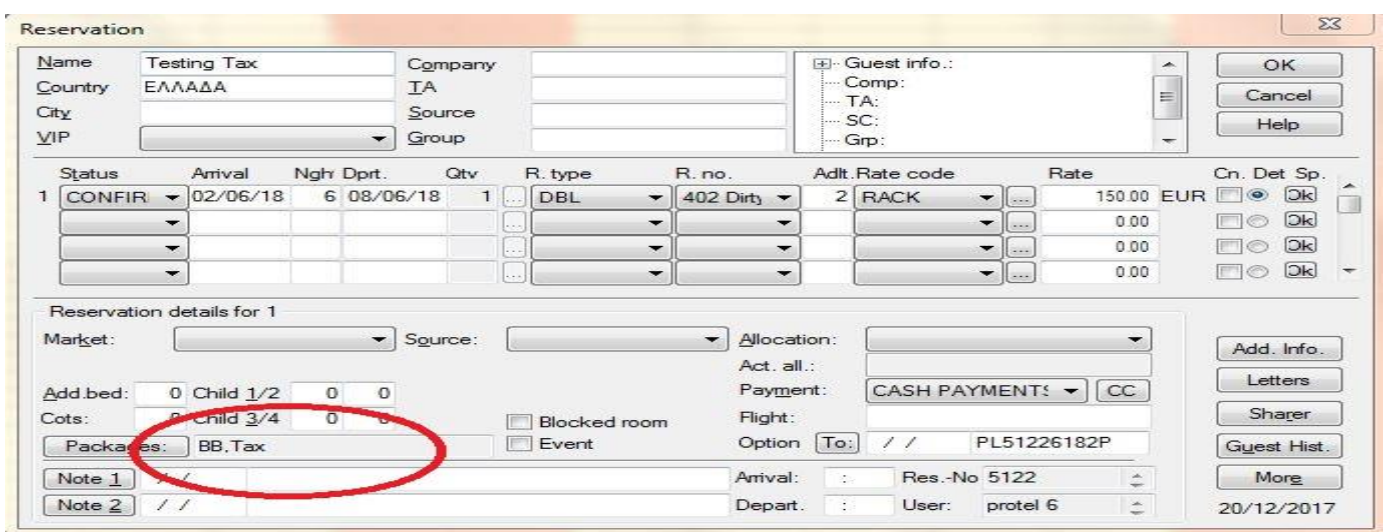 Reservation
Name Testing Tax Company Guest info.: OK
Country ΕΛΛΑΔΑ TA Comp: Cancel
City Source TA: Help
VIP Group SC:
Grp:
Status Arrival Ngh Dprt. Qty R. type R. no. Adlt. Rate code Rate Cn. Det Sp.
1 CONFIR 02/06/18 6 08/06/18 1 ... DBL 402 Dirty 2 RACK ... 150.00 EUR Ok
... ... 0.00 Ok
... ... 0.00 Ok
... ... 0.00 Ok
Reservation details for 1
Market: Source: Allocation: Add. Info.
Act. all.:
Add.bed: 0 Child 1/2 0 0 Payment: CASH PAYMENTS CC Letters
Cots: 0 Child 3/4 0 0 Blocked room Flight: Sharer
Packages: BB,Tax Event Option To: / / PL51226182P Guest Hist.
Note 1 / / Arrival: : Res.-No 5122 More
Note 2 / / Depart. : User: protel 6 20/12/2017